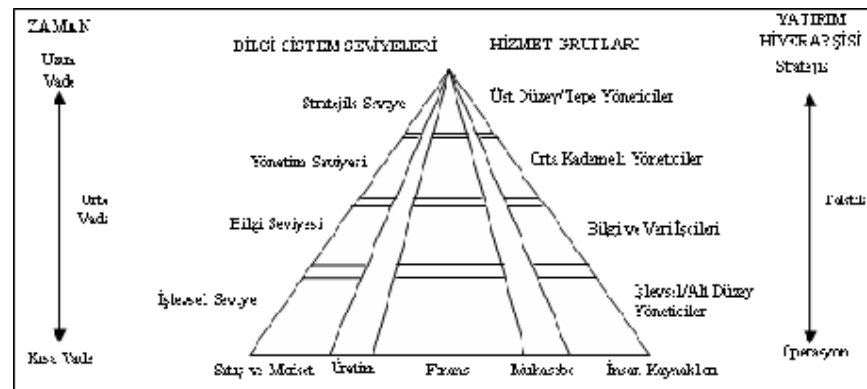 ZAMAN
YATIRIM
HİYERARŞİSİ
BİLGİ SİSTEM SEVİYELERİ
HİZMET GRUPLARI
Uzun
Vade
Stratejik
Stratejik Seviye
Üst Düzey/Tepe Yöneticiler
Yönetim Seviyesi
Orta Kademeli Yöneticiler
Orta
Vade
Taktik
Bilgi Seviyesi
Bilgi ve Veri İşçileri
İşlevsel Seviye
İşlevsel/Alt Düzey
Yöneticiler
Kısa Vade
Operasyon
Satış ve Market
Üretim
Finans
Muhasebe
İnsan Kaynakları